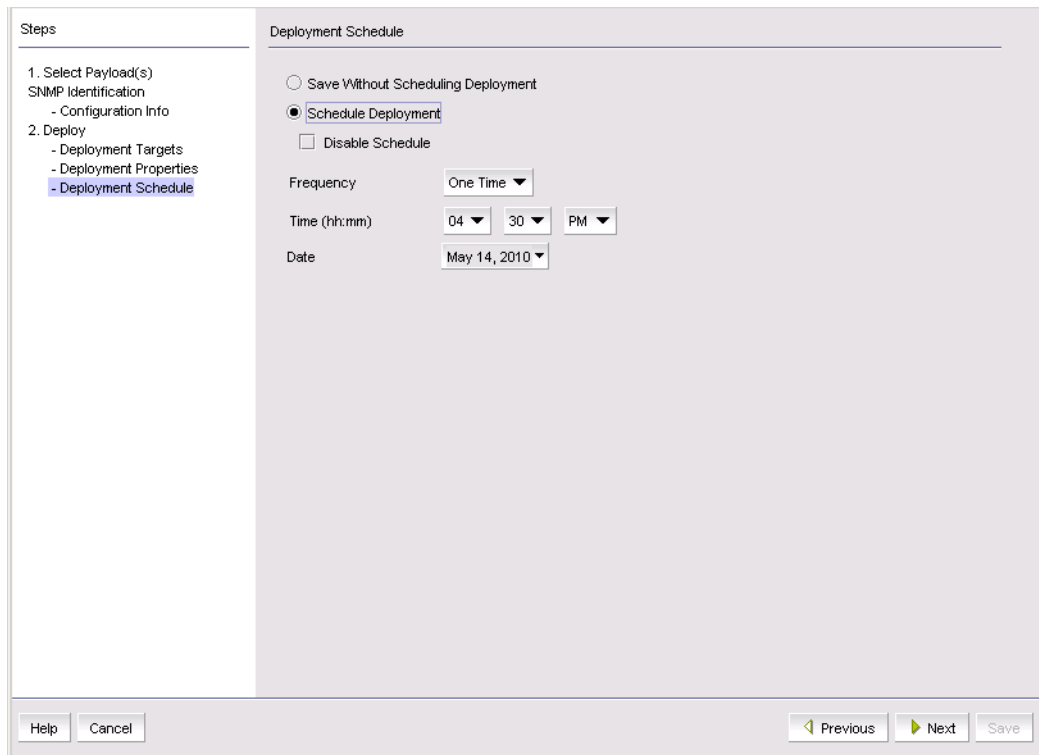 Steps
1. Select Payload(s)
SNMP Identification
- Configuration Info
2. Deploy
- Deployment Targets
- Deployment Properties
- Deployment Schedule
Deployment Schedule
Save Without Scheduling Deployment
Schedule Deployment
Disable Schedule
Frequency One Time
Time (hh:mm) 04 30 PM
Date May 14, 2010
Help Cancel Previous Next Save